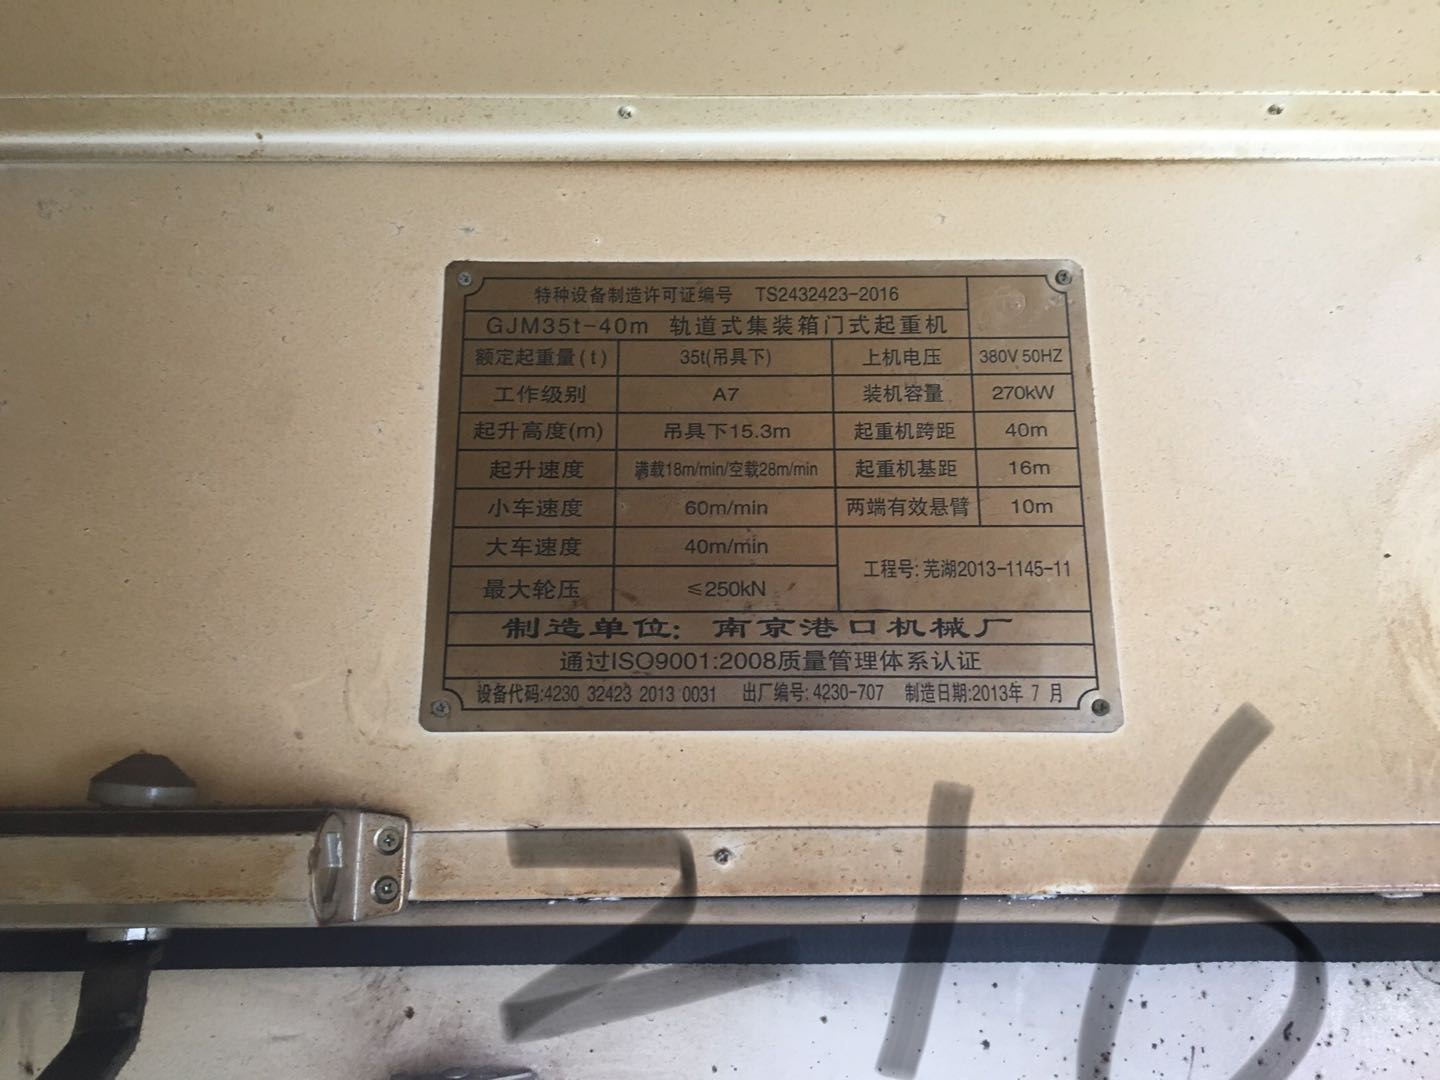 特种设备制造许可证编号 TS2432423-2016
GJM35t-40m 轨道式集装箱门式起重机
额定起重量(t) 35t(吊具下) 上机电压 380V 50HZ
工作级别 A7 装机容量 270kW
起升高度(m) 吊具下15.3m 起重机跨距 40m
起升速度 满载18m/min/空载28m/min 起重机基距 16m
小车速度 60m/min 两端有效悬臂 10m
大车速度 40m/min
工程号:芜湖2013-1145-11
最大轮压 ≤250kN
制造单位：南京港口机械厂
通过ISO9001:2008质量管理体系认证
设备代码:4230 32423 2013 0031 出厂编号:4230-707 制造日期:2013年 7 月
216